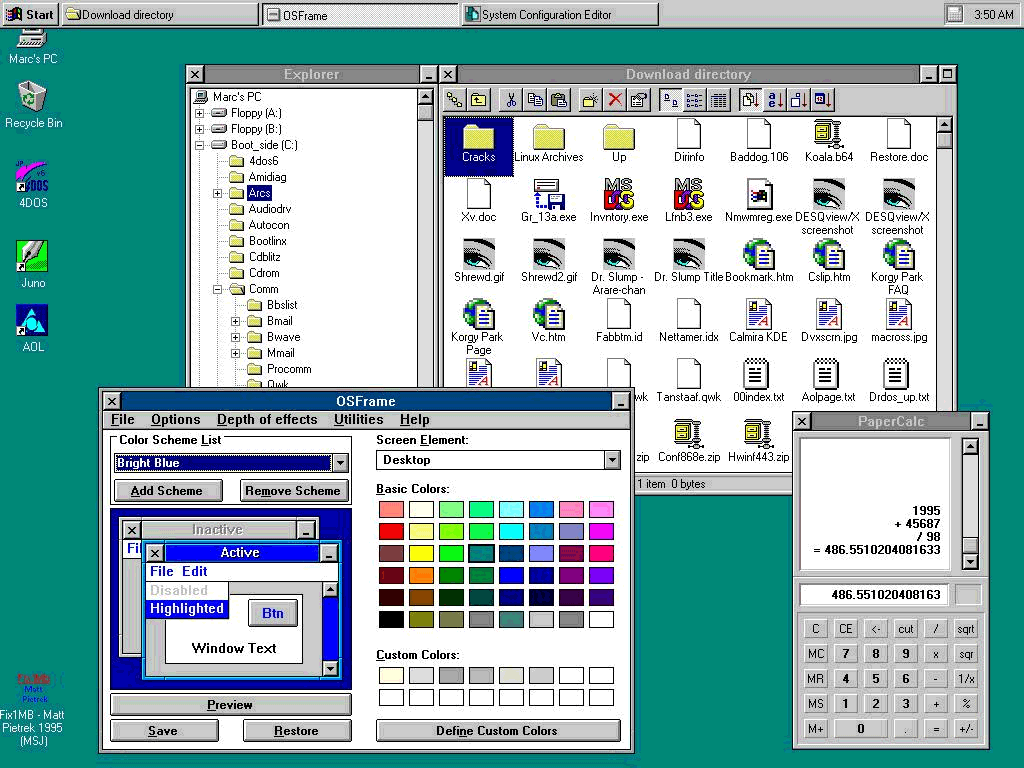 Start
Download directory
OSFrame
System Configuration Editor
3:50 AM
Marc's PC
Recycle Bin
4DOS
Juno
AOL
Fix1MB
Matt
Pietrek
Fix1MB - Matt
Pietrek 1995
(MSJ)
Explorer
Marc's PC
Floppy (A:)
Floppy (B:)
Boot_side (C:)
4dos6
Amidiag
Arcs
Audiodrv
Autocon
Bootlinx
Cdblitz
Cdrom
Comm
Bbslist
Bmail
Bwave
Mmail
Procomm
Qwk
Download directory
Cracks
Linux Archives
Up
Dirinfo
Baddog.106
Koala.b64
Restore.doc
Xv.doc
Gr_13a.exe
Invntory.exe
Lfnb3.exe
Nmwmreg.exe
DESQview/X
screenshot
DESQview/X
screenshot
Shrewd.gif
Shrewd2.gif
Dr. Slump -
Arare-chan
Dr. Slump Title
Bookmark.htm
Cslip.htm
Korgy Park
FAQ
Korgy Park
Page
Vc.htm
Fabbtm.id
Nettamer.idx
Calmira KDE
Dvxscrn.jpg
macross.jpg
wk
Tanstaaf.qwk
00index.txt
Aolpage.txt
Drdos_up.txt
zip
Conf868e.zip
Hwinf443.zip
1 item 0 bytes
OSFrame
File Options Depth of effects Utilities Help
Color Scheme List
Bright Blue
Add Scheme
Remove Scheme
Inactive
Fi
Active
File Edit
Disabled
Highlighted
Btn
Window Text
Preview
Save
Restore
Screen Element:
Desktop
Basic Colors:
Custom Colors:
Define Custom Colors
PaperCalc
1995
+ 45687
/ 98
= 486.5510204081633
486.551020408163
C CE <- cut / sqrt
MC 7 8 9 x sqr
MR 4 5 6 - 1/x
MS 1 2 3 + %
M+ 0 . = +/-